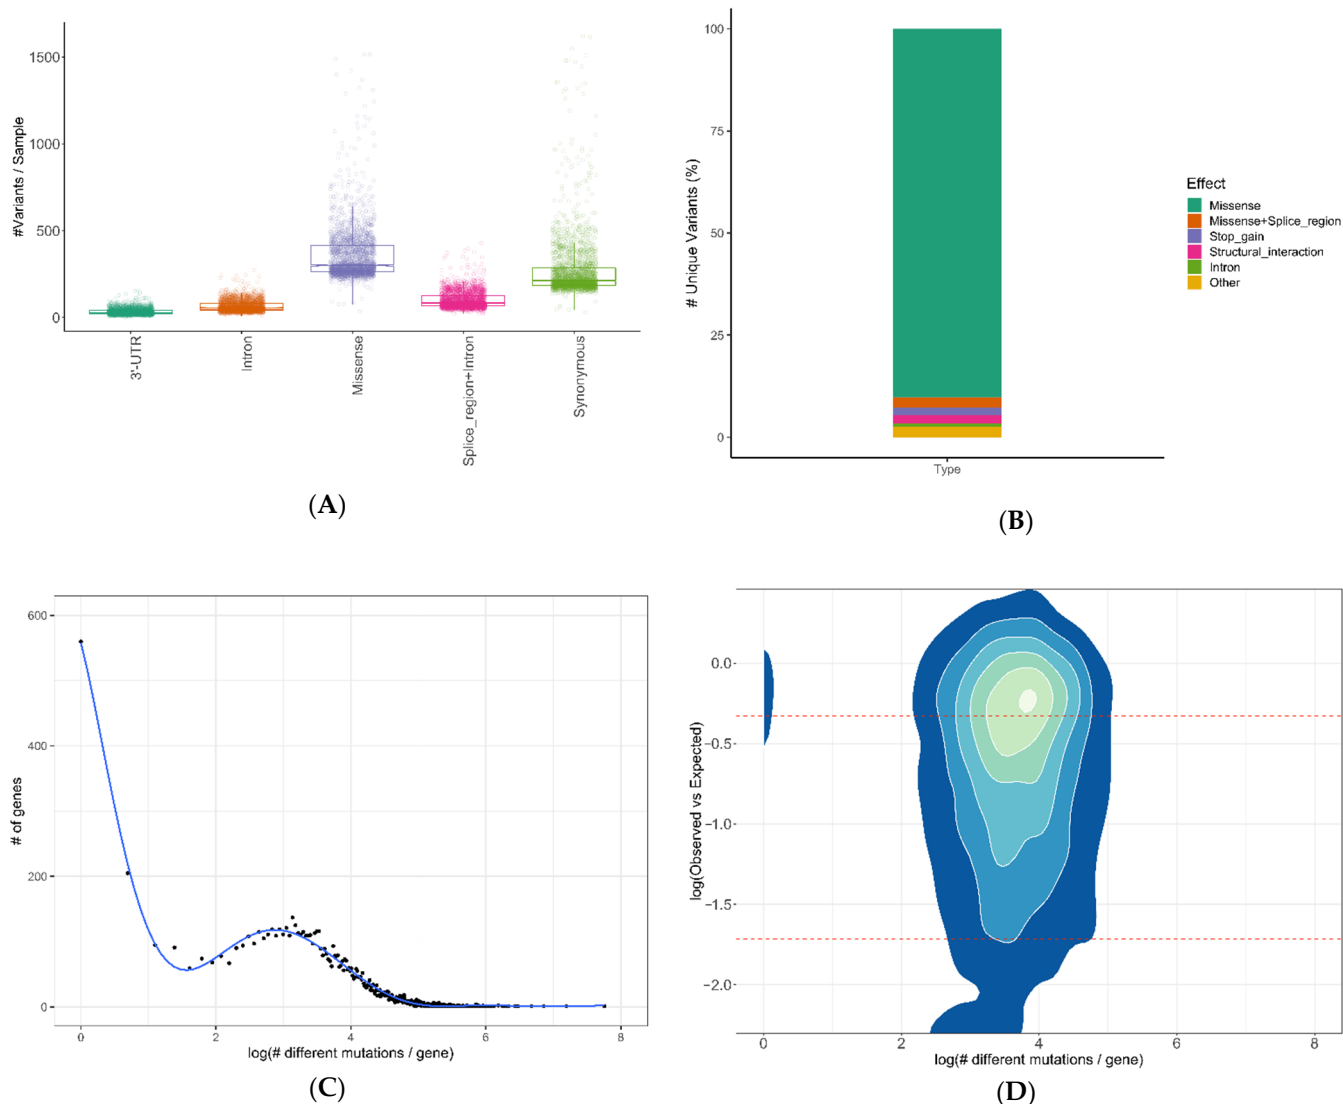 #Variants / Sample
1500
1000
500
0
3'-UTR
Intron
Missense
Splice_region+Intron
Synonymous
(A)
# Unique Variants (%)
100
75
50
25
0
Type
Effect
Missense
Missense+Splice_region
Stop_gain
Structural_interaction
Intron
Other
(B)
# of genes
600
400
200
0
0 2 4 6 8
log(# different mutations / gene)
(C)
log(Observed vs Expected)
0.0
−0.5
−1.0
−1.5
−2.0
0 2 4 6 8
log(# different mutations / gene)
(D)